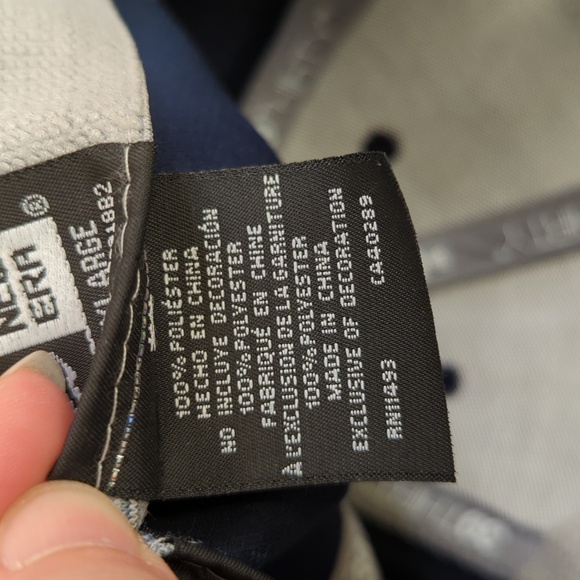 NEW
ERA
®
LARGE
100% POLIÉSTER
HECHO EN CHINA
NO INCLUYE DECORACIÓN
100% POLYESTER
FABRIQUÉ EN CHINE
A L'EXCLUSION DE LA GARNITURE
100% POLYESTER
MADE IN CHINA
EXCLUSIVE OF DECORATION
RN11493 CA40289